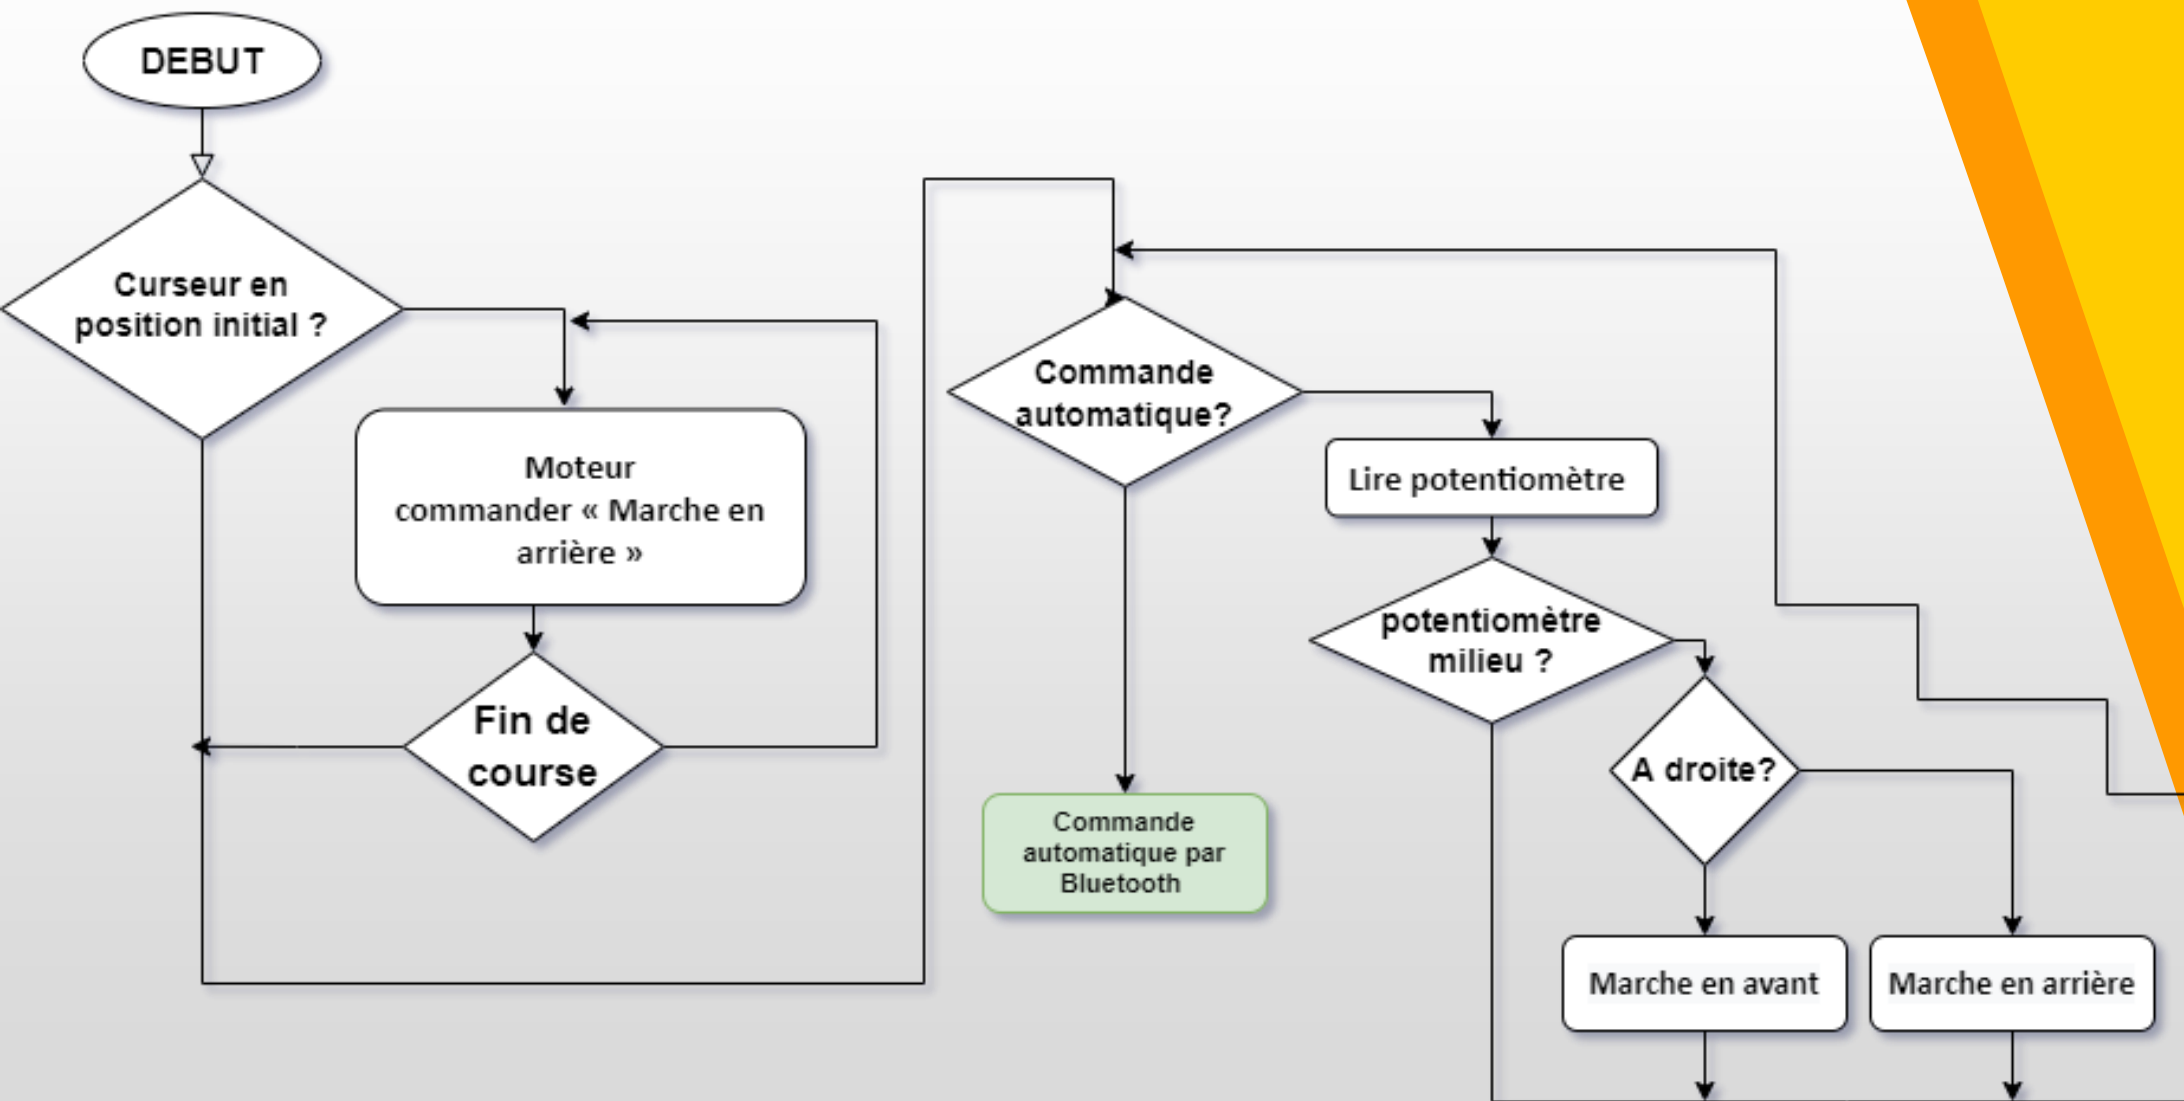 DEBUT
Curseur en
position initial ?
Moteur
commander « Marche en
arrière »
Fin de
course
Commande
automatique?
Lire potentiomètre
potentiomètre
milieu ?
A droite?
Commande
automatique par
Bluetooth
Marche en avant
Marche en arrière